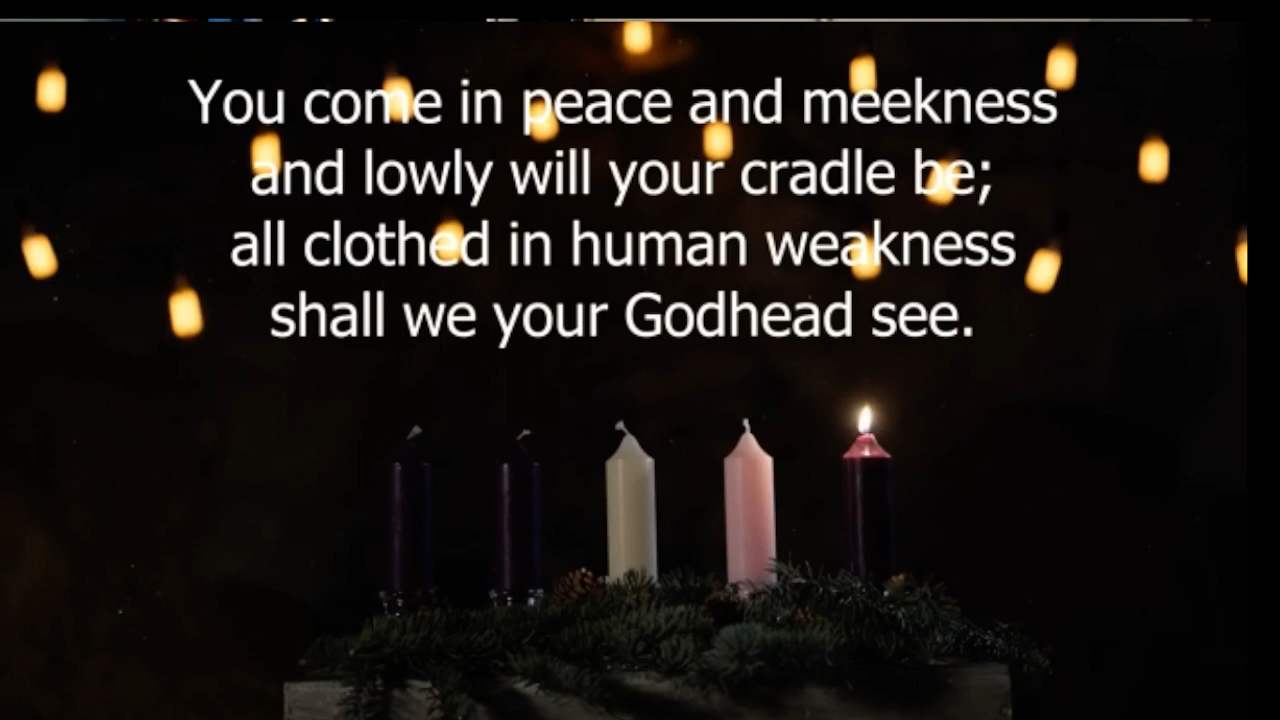 You come in peace and meekness
and lowly will your cradle be;
all clothed in human weakness
shall we your Godhead see.